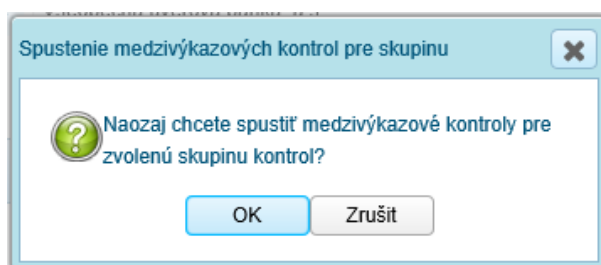 Spustenie medzivýkazových kontrol pre skupinu
Naozaj chcete spustiť medzivýkazové kontroly pre
zvolenú skupinu kontrol?
OK
Zrušit